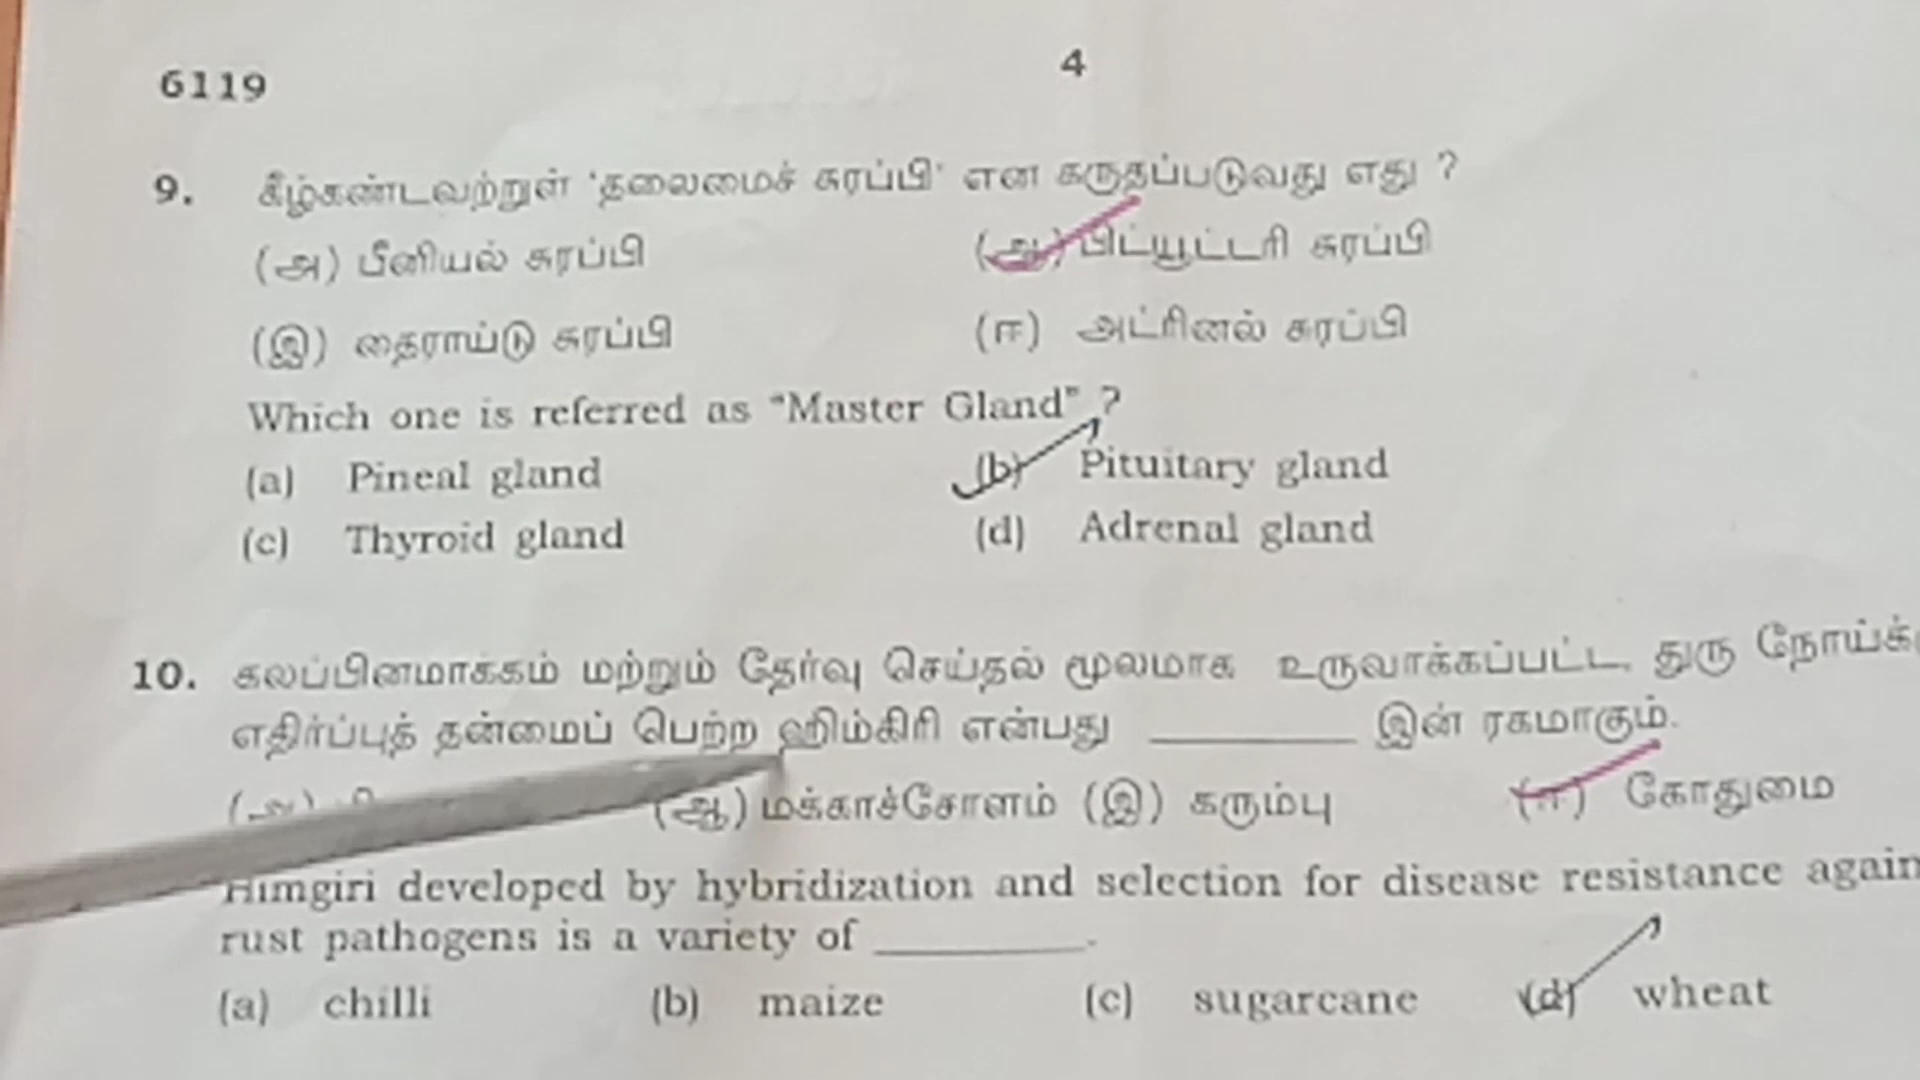 6119
4
9. கீழ்கண்டவற்றுள் 'தலைமைச் சுரப்பி' என கருதப்படுவது எது ?
(அ) பீனியல் சுரப்பி (ஆ) பிட்யூட்டரி சுரப்பி
(இ) தைராய்டு சுரப்பி (ஈ) அட்ரினல் சுரப்பி
Which one is referred as "Master Gland" ?
(a) Pineal gland (b) Pituitary gland
(c) Thyroid gland (d) Adrenal gland
10. கலப்பினமாக்கம் மற்றும் தேர்வு செய்தல் மூலமாக உருவாக்கப்பட்ட துரு
எதிர்ப்புத் தன்மைப் பெற்ற ஹிம்கிரி என்பது ________ இன் ரகமாகும்.
(அ) (ஆ) மக்காச்சோளம் (இ) கரும்பு (ஈ) கோதுமை
Himgiri developed by hybridization and selection for disease resistance again
rust pathogens is a variety of ________.
(a) chilli (b) maize (c) sugarcane (d) wheat